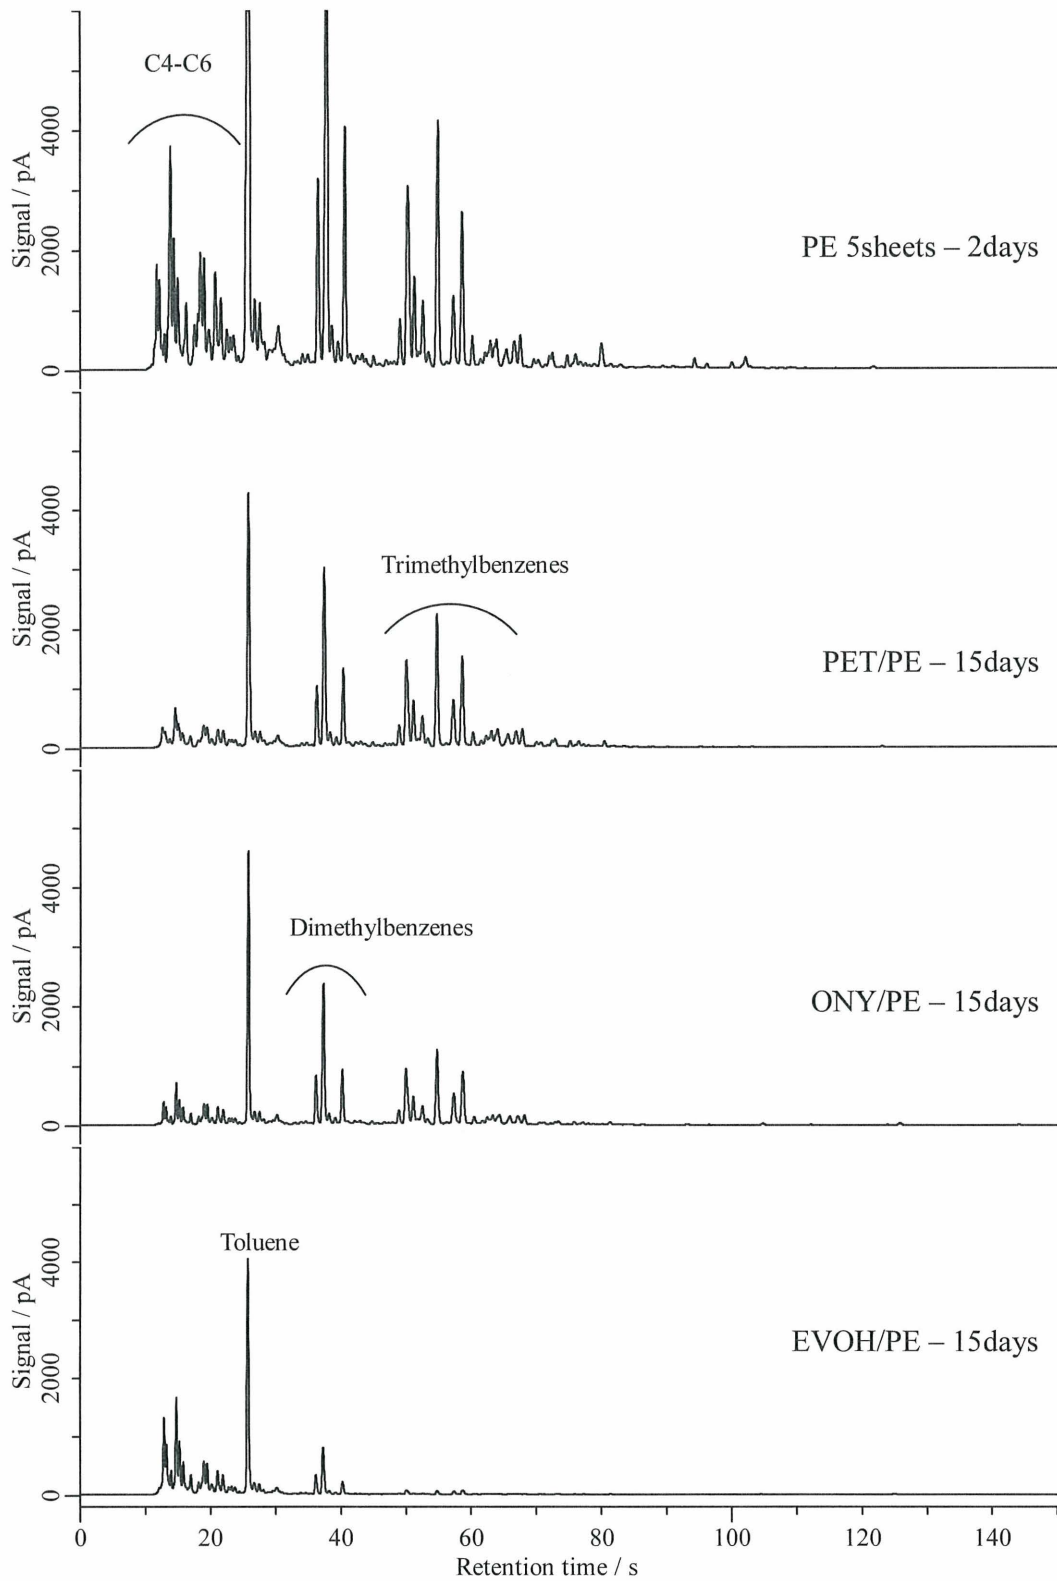 C4-C6
4000
2000
0
Signal / pA
PE 5sheets – 2days
4000
2000
0
Signal / pA
Trimethylbenzenes
PET/PE – 15days
4000
2000
0
Signal / pA
Dimethylbenzenes
ONY/PE – 15days
4000
2000
0
Signal / pA
Toluene
EVOH/PE – 15days
0 20 40 60 80 100 120 140
Retention time / s